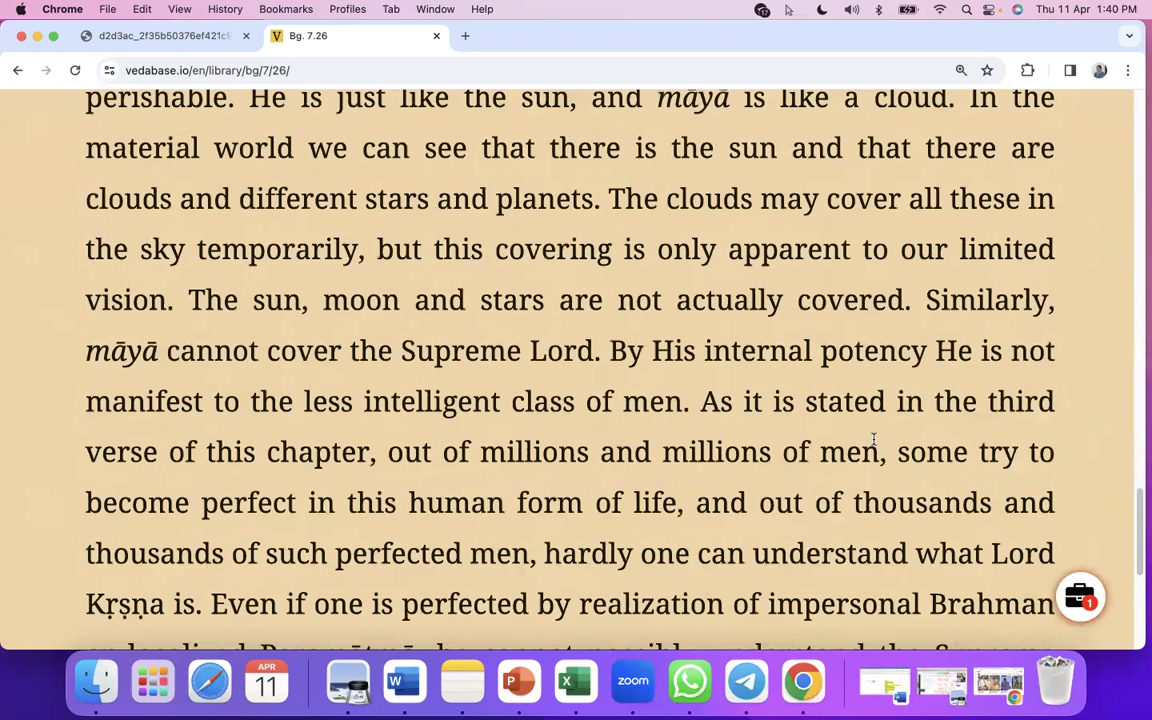 Chrome File Edit View History Bookmarks Profiles Tab Window Help
17
Thu 11 Apr 1:40 PM
d2d3ac_2f35b50376ef421c
V Bg. 7.26
vedabase.io/en/library/bg/7/26/
perishable. He is just like the sun, and māyā is like a cloud. In the
material world we can see that there is the sun and that there are
clouds and different stars and planets. The clouds may cover all these in
the sky temporarily, but this covering is only apparent to our limited
vision. The sun, moon and stars are not actually covered. Similarly,
māyā cannot cover the Supreme Lord. By His internal potency He is not
manifest to the less intelligent class of men. As it is stated in the third
verse of this chapter, out of millions and millions of men, some try to
become perfect in this human form of life, and out of thousands and
thousands of such perfected men, hardly one can understand what Lord
Kṛṣṇa is. Even if one is perfected by realization of impersonal Brahman
1
APR
11
W
P
X
zoom